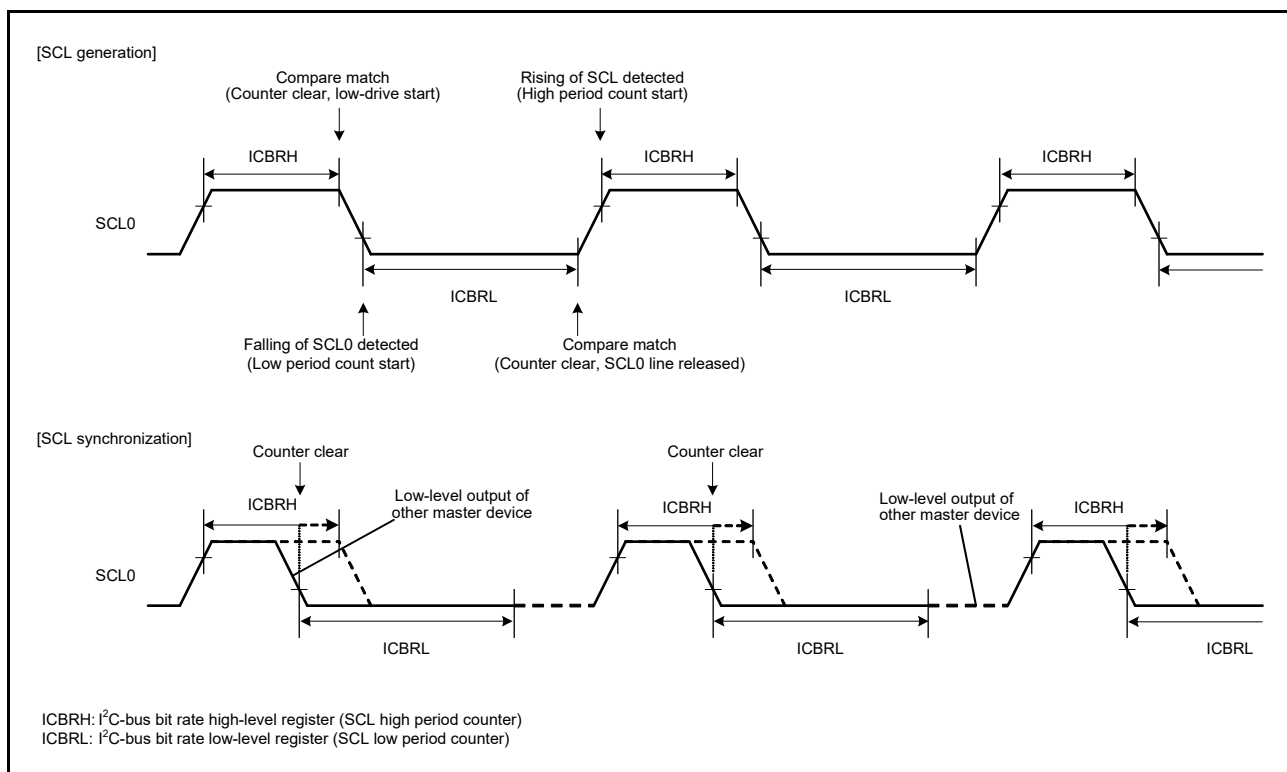 [SCL generation]
Compare match
(Counter clear, low-drive start)
Rising of SCL detected
(High period count start)
ICBRH
ICBRH
ICBRH
SCL0
ICBRL
ICBRL
Falling of SCL0 detected
(Low period count start)
Compare match
(Counter clear, SCL0 line released)
[SCL synchronization]
Counter clear
Counter clear
ICBRH
Low-level output of
other master device
ICBRH
Low-level output of
other master device
ICBRH
SCL0
ICBRL
ICBRL
ICBRL
ICBRH: I²C-bus bit rate high-level register (SCL high period counter)
ICBRL: I²C-bus bit rate low-level register (SCL low period counter)